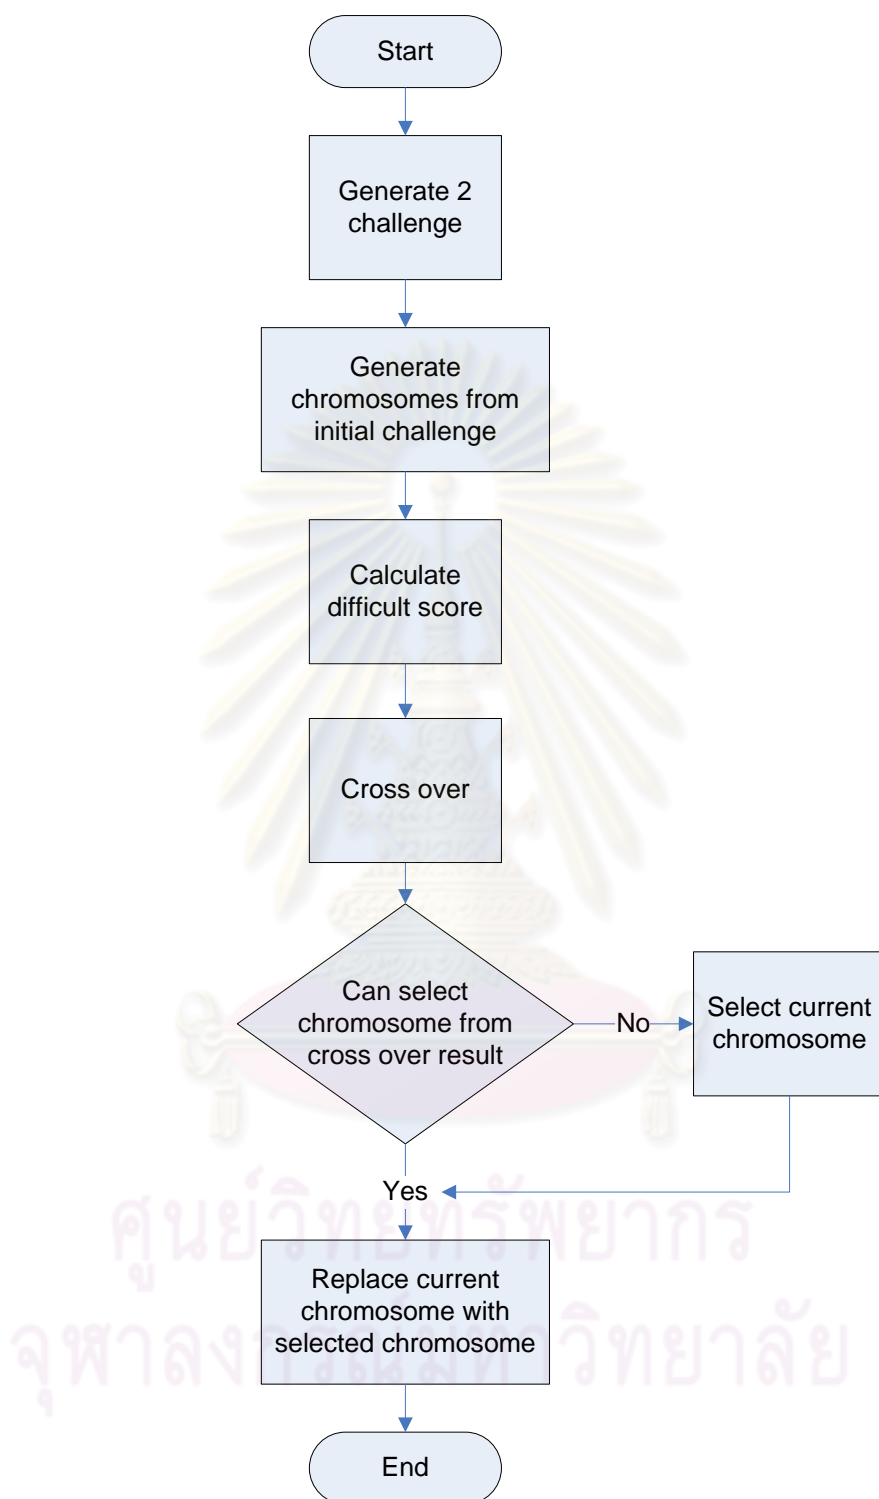 Start
Generate 2
challenge
Generate
chromosomes from
initial challenge
Calculate
difficult score
Cross over
Can select
chromosome from
cross over result
No
Select current
chromosome
Yes
ศูนย์วิทยทรัพยากร
Replace current
chromosome with
selected chromosome
จุฬาลงกรณ์มหาวิทยาลัย
End